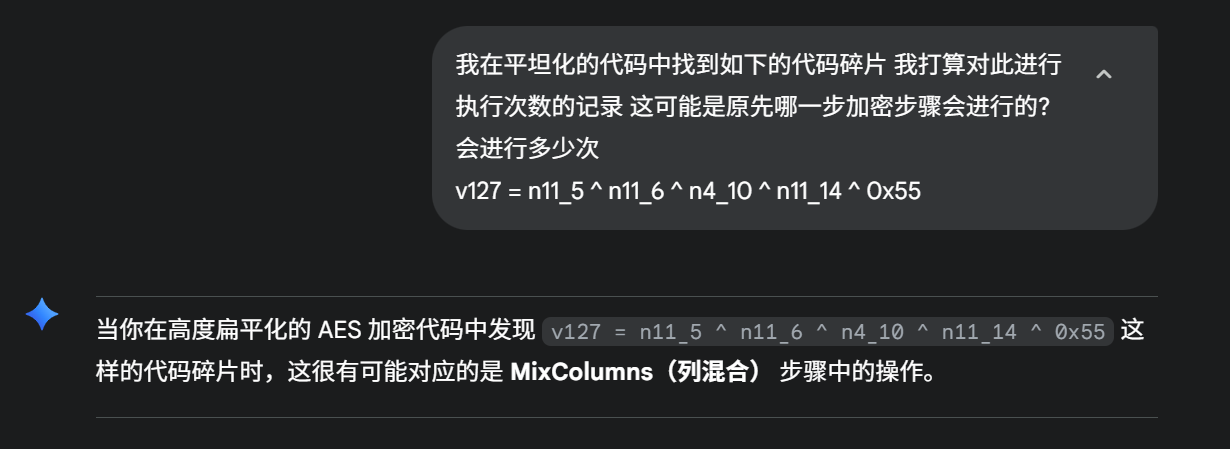 我在平坦化的代码中找到如下的代码碎片 我打算对此进行
执行次数的记录 这可能是原先哪一步加密步骤会进行的?
会进行多少次
v127 = n11_5 ^ n11_6 ^ n4_10 ^ n11_14 ^ 0x55
当你在高度扁平化的 AES 加密代码中发现 v127 = n11_5 ^ n11_6 ^ n4_10 ^ n11_14 ^ 0x55 这
样的代码碎片时，这很有可能对应的是 MixColumns（列混合） 步骤中的操作。